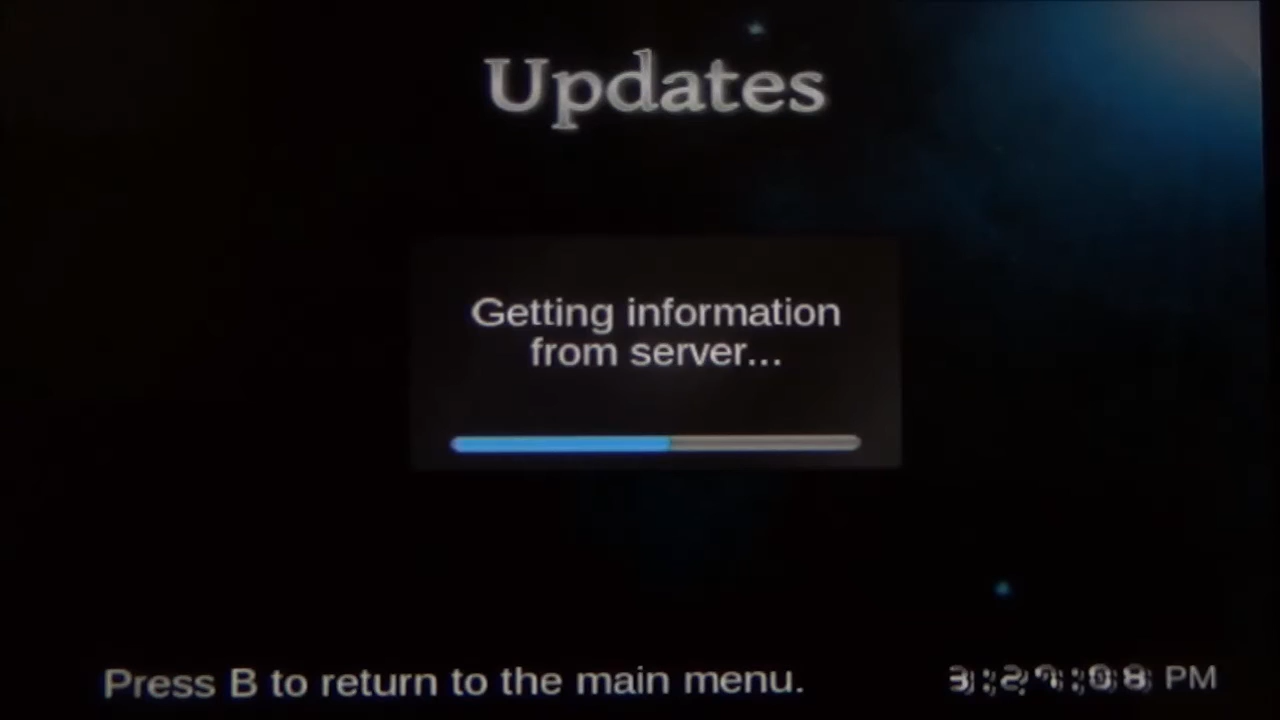 Updates
Getting information
from server...
Press B to return to the main menu.
PM